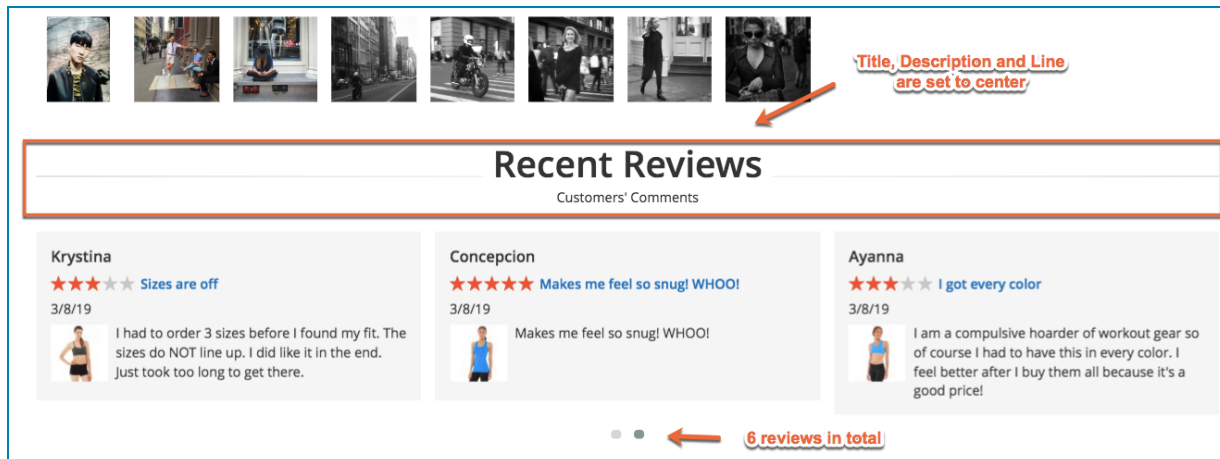 Title, Description and Line
are set to center
Recent Reviews
Customers' Comments
Krystina
Sizes are off
3/8/19
I had to order 3 sizes before I found my fit. The
sizes do NOT line up. I did like it in the end.
Just took too long to get there.
Concepcion
Makes me feel so snug! WHOO!
3/8/19
Makes me feel so snug! WHOO!
Ayanna
I got every color
3/8/19
I am a compulsive hoarder of workout gear so
of course I had to have this in every color. I
feel better after I buy them all because it's a
good price!
6 reviews in total